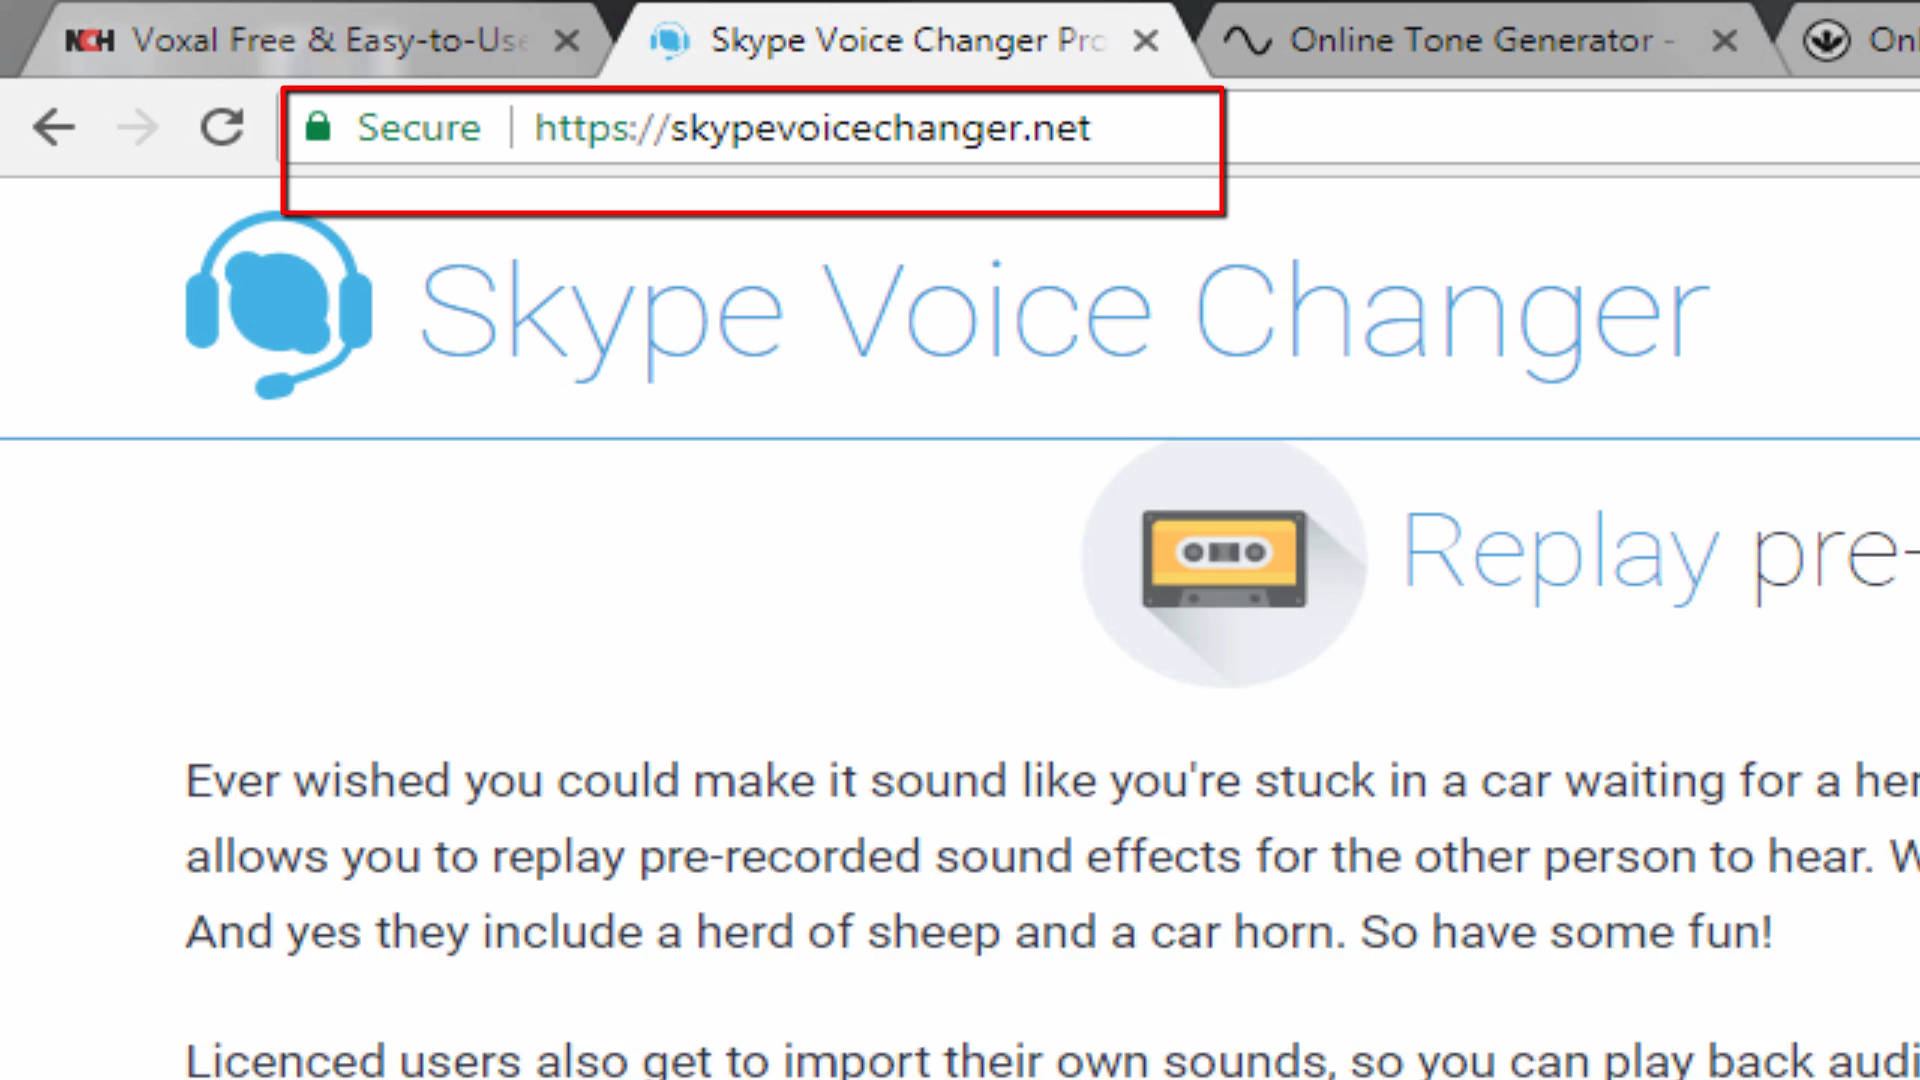 NCH Voxal Free & Easy-to-Use
Skype Voice Changer Pro
Online Tone Generator -
Onl
Secure https://skypevoicechanger.net
Skype Voice Changer
Replay pre-
Ever wished you could make it sound like you're stuck in a car waiting for a her
allows you to replay pre-recorded sound effects for the other person to hear. W
And yes they include a herd of sheep and a car horn. So have some fun!
Licenced users also get to import their own sounds, so you can play back audi